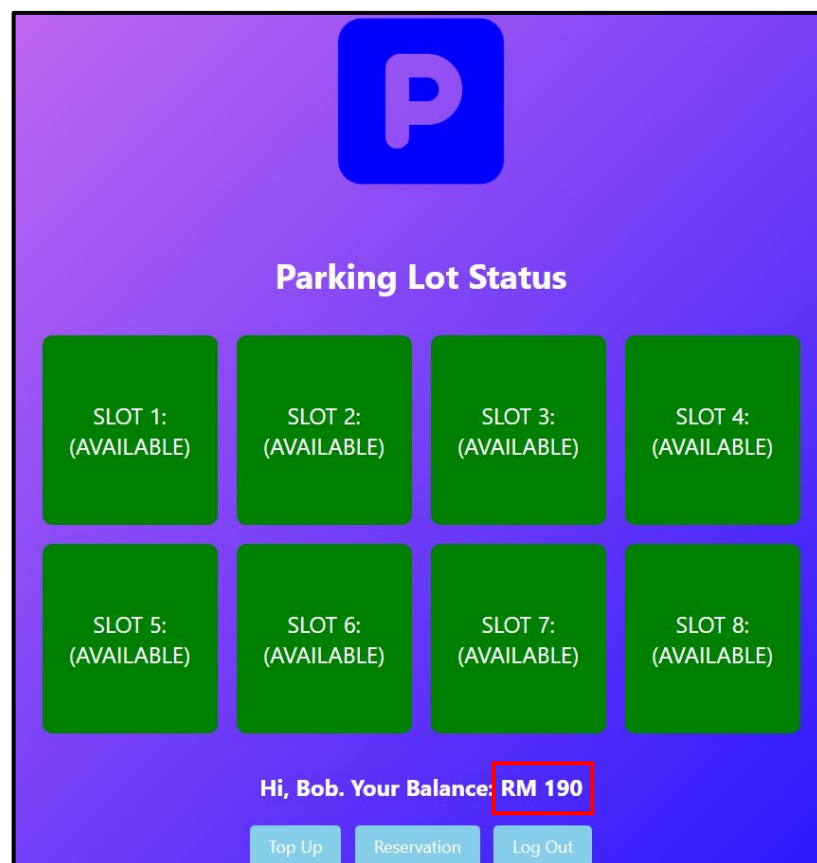 P
Parking Lot Status
SLOT 1:
(AVAILABLE)
SLOT 2:
(AVAILABLE)
SLOT 3:
(AVAILABLE)
SLOT 4:
(AVAILABLE)
SLOT 5:
(AVAILABLE)
SLOT 6:
(AVAILABLE)
SLOT 7:
(AVAILABLE)
SLOT 8:
(AVAILABLE)
Hi, Bob. Your Balance: RM 190
Top Up
Reservation
Log Out